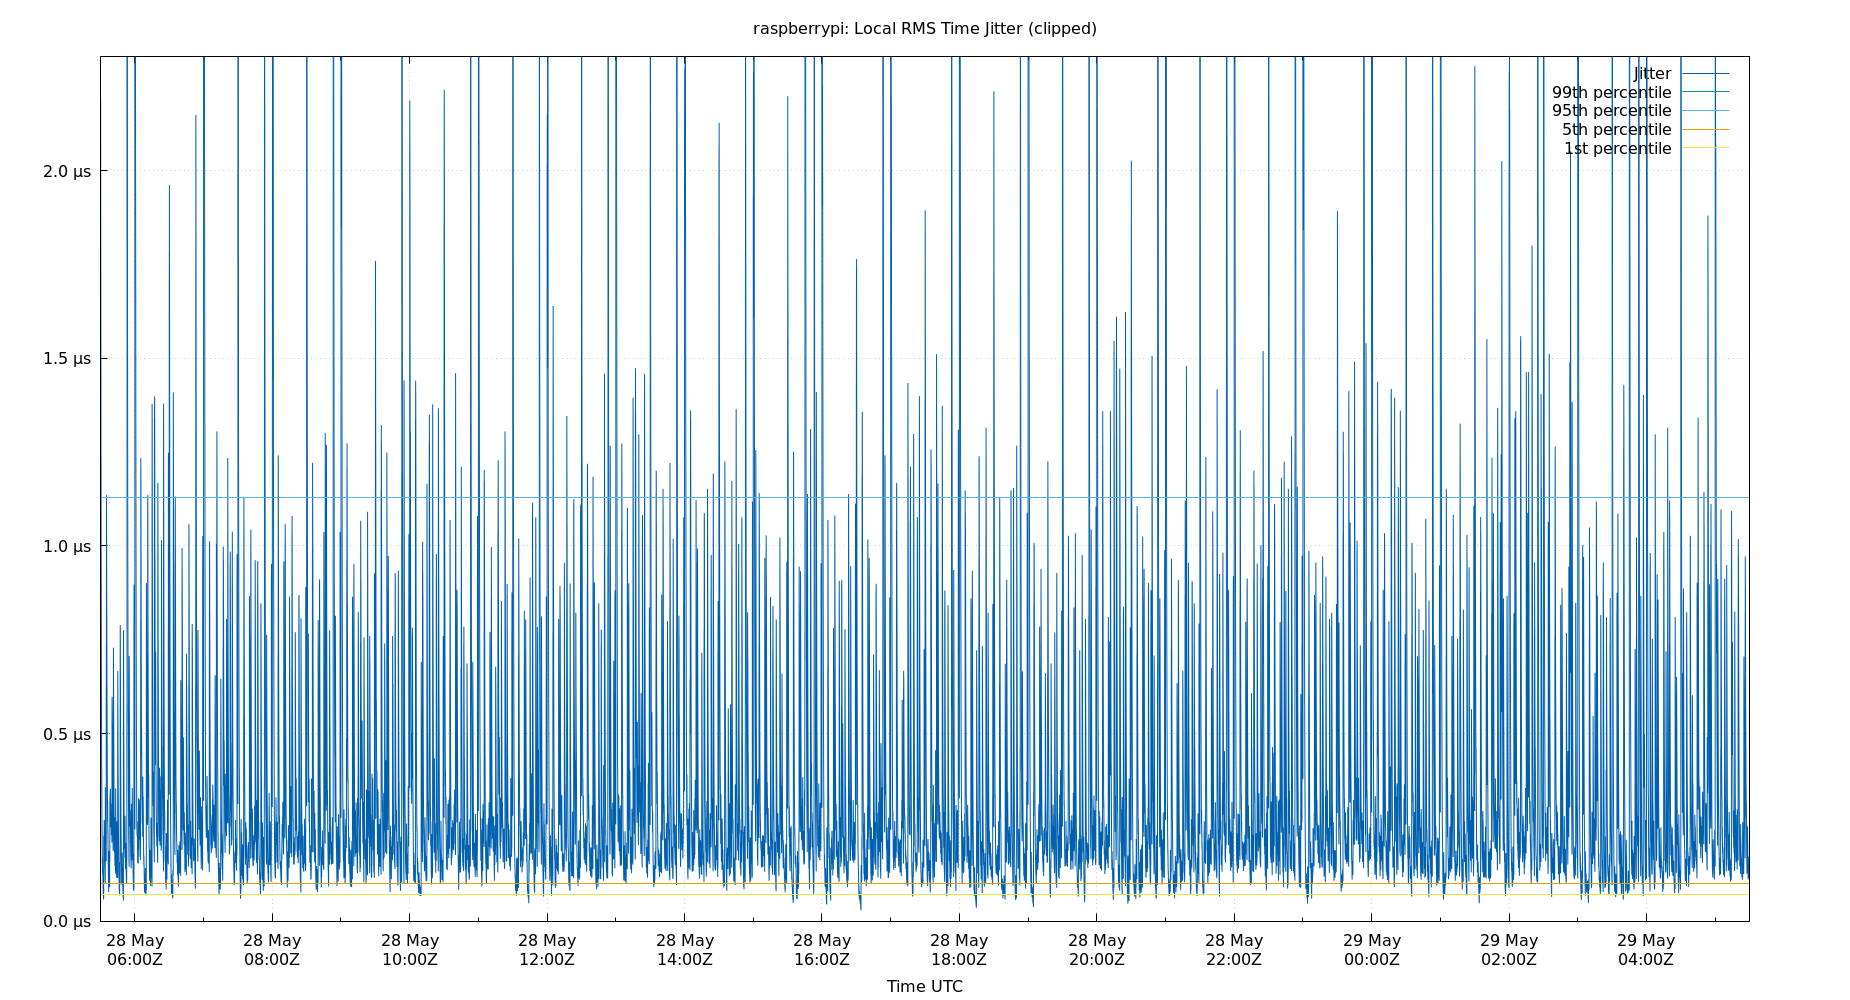 raspberrypi: Local RMS Time Jitter (clipped)
Jitter
99th percentile
95th percentile
5th percentile
1st percentile
2.0 μs
1.5 μs
1.0 μs
0.5 μs
0.0 μs
28 May 28 May 28 May 28 May 28 May 28 May 28 May 28 May 28 May 29 May 29 May 29 May
06:00Z 08:00Z 10:00Z 12:00Z 14:00Z 16:00Z 18:00Z 20:00Z 22:00Z 00:00Z 02:00Z 04:00Z
Time UTC